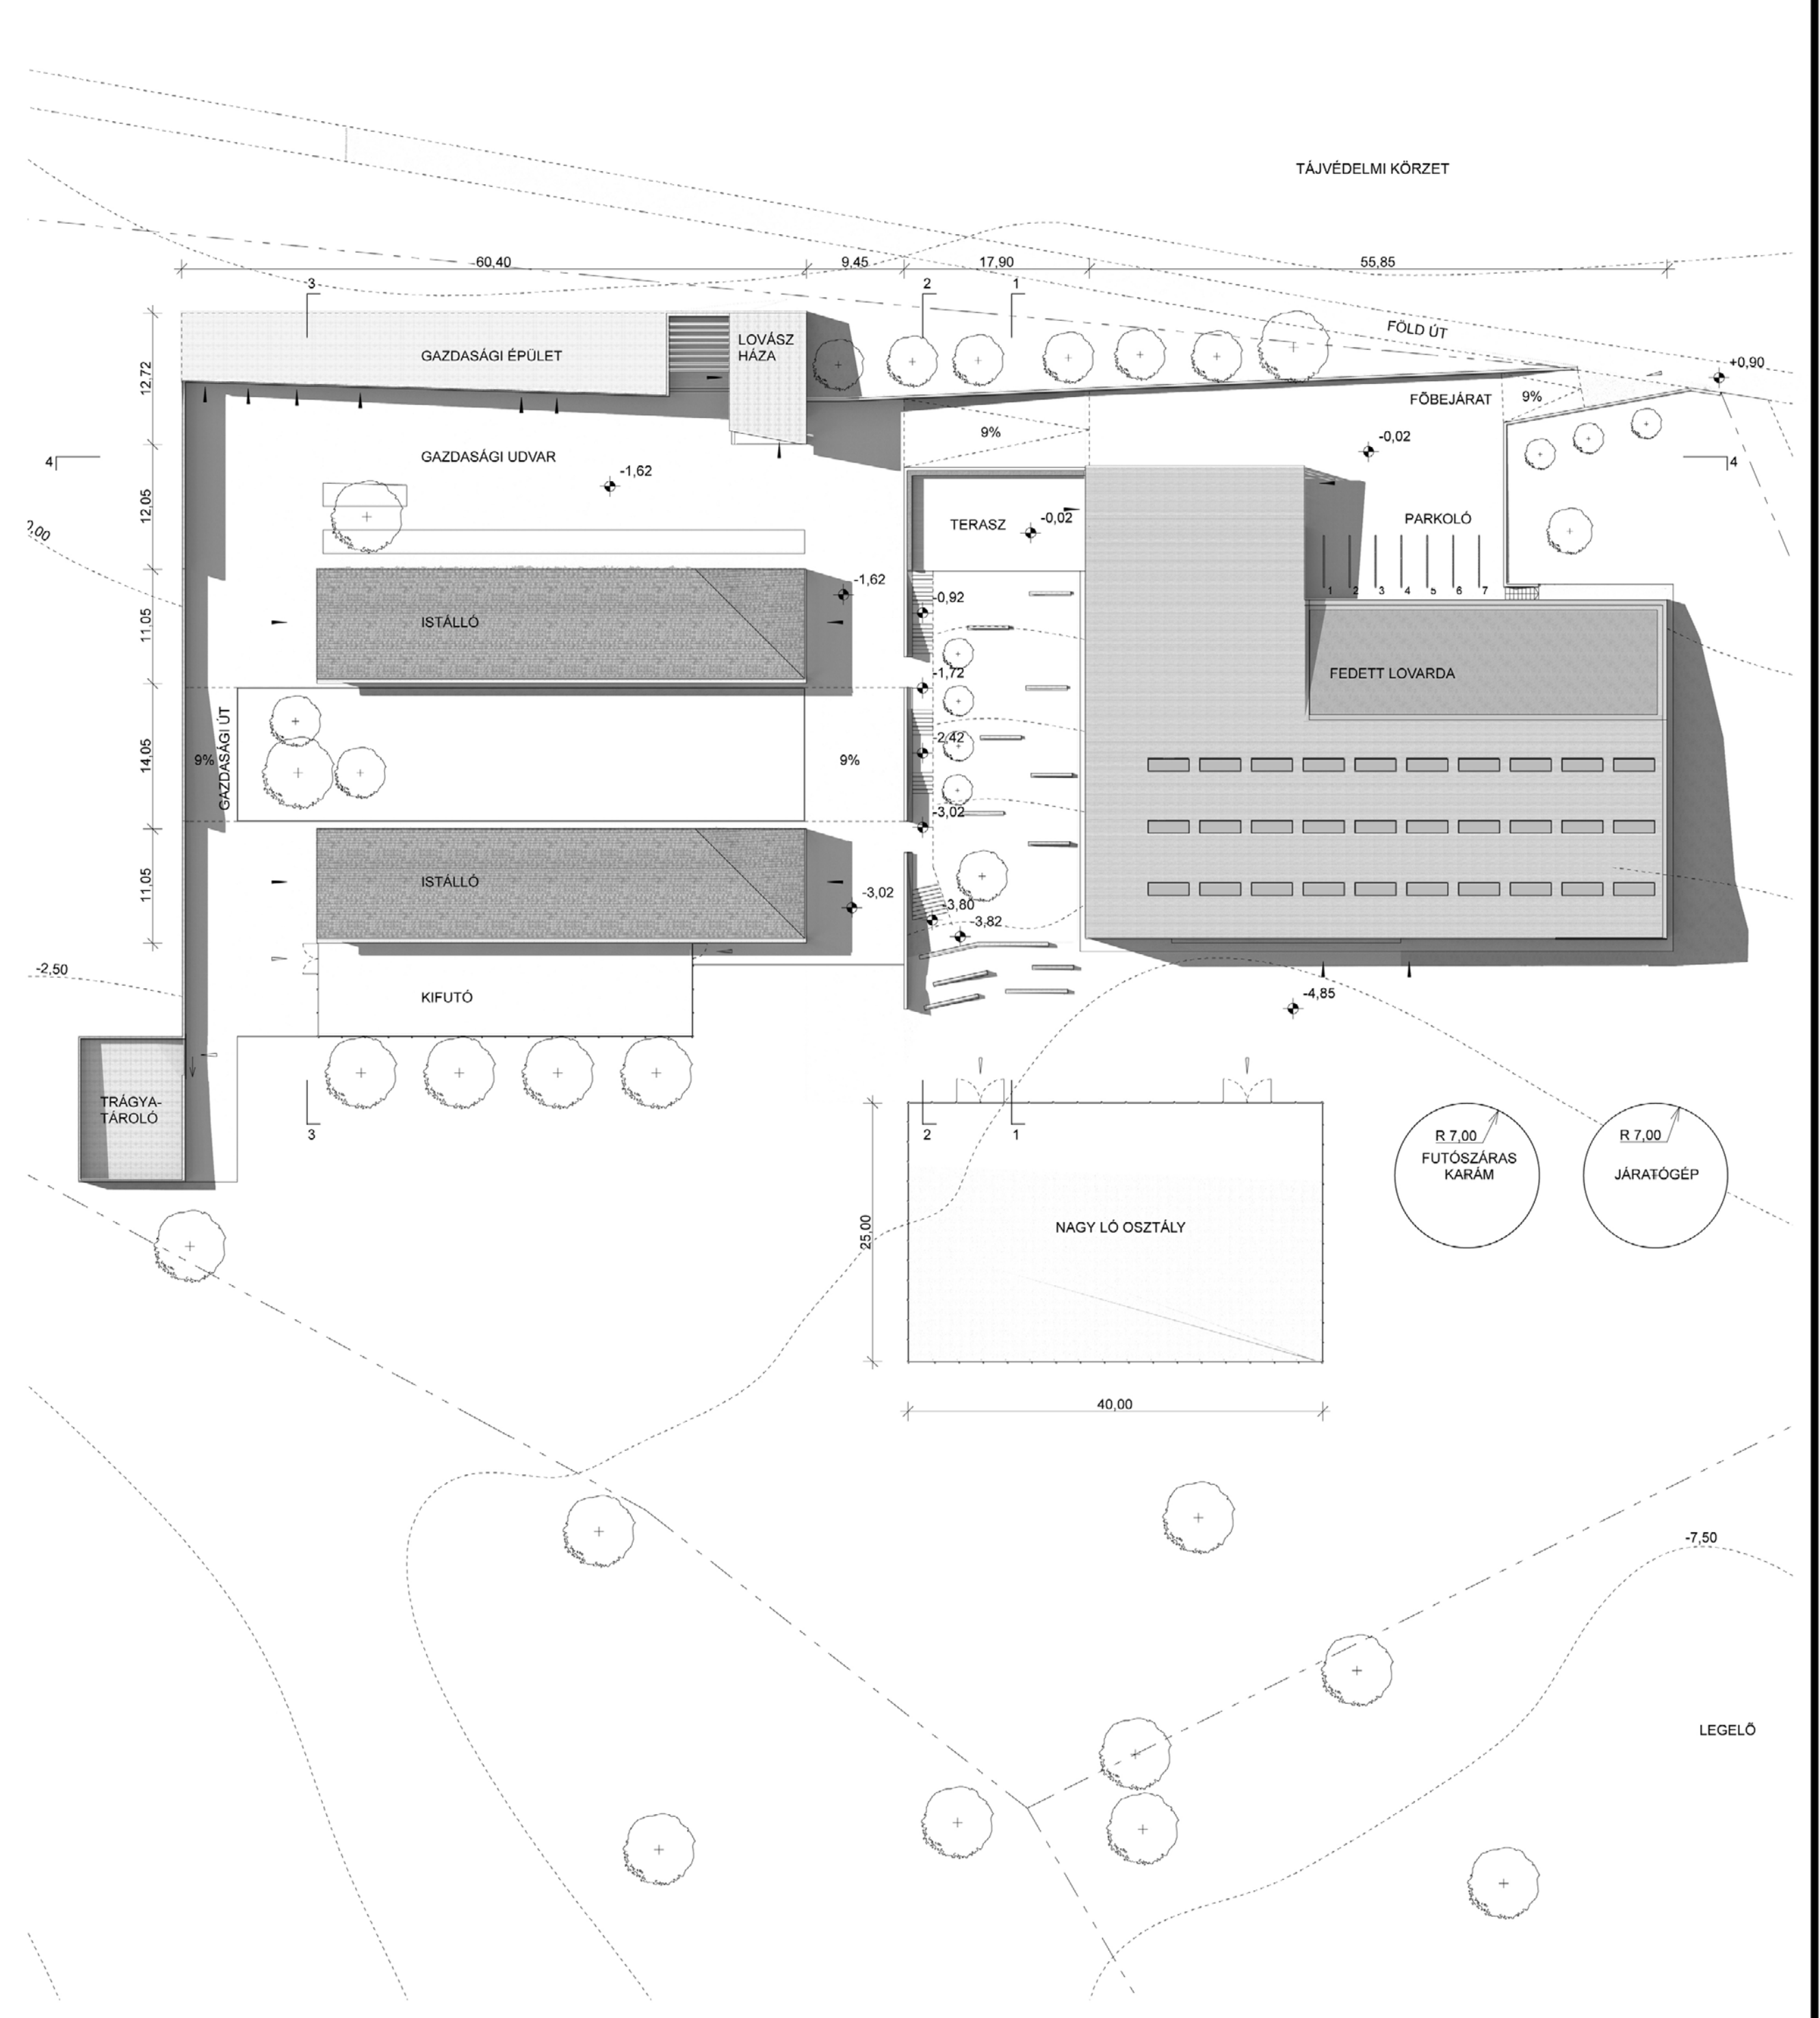 TÁJVÉDELMI KÖRZET
60,40
9,45
17,90
55,85
3
2
1
FÖLD ÚT
+0,90
LOVÁSZ
HÁZA
GAZDASÁGI ÉPÜLET
12,72
FŐBEJÁRAT
9%
9%
-0,02
GAZDASÁGI UDVAR
4
4
-1,62
12,05
TERASZ
-0,02
PARKOLÓ
0,00
-1,62
1
2
3
4
5
6
7
-0,92
11,05
ISTÁLLÓ
-1,72
FEDETT LOVARDA
GAZDASÁGI ÚT
-2,42
14,05
9%
9%
-3,02
11,05
ISTÁLLÓ
-3,02
-3,80
-3,82
-2,50
KIFUTÓ
-4,85
TRÁGYA-
TÁROLÓ
3
2
1
R 7,00
FUTÓSZÁRAS
KARÁM
R 7,00
JÁRATÓGÉP
25,00
NAGY LÓ OSZTÁLY
40,00
-7,50
LEGELŐ